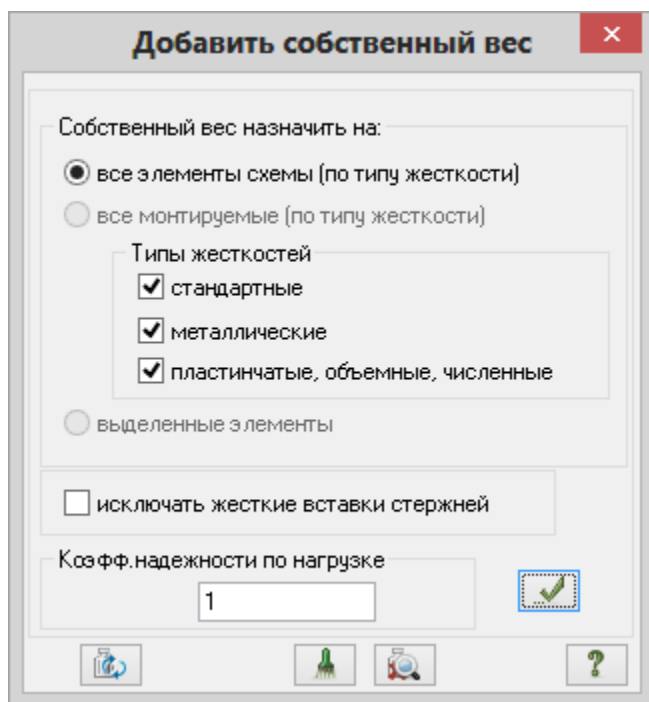 Добавить собственный вес
Собственный вес назначить на:
все элементы схемы (по типу жесткости)
все монтируемые (по типу жесткости)
Типы жесткостей
стандартные
металлические
пластинчатые, объемные, численные
выделенные элементы
исключать жесткие вставки стержней
Коэфф.надежности по нагрузке
1
?